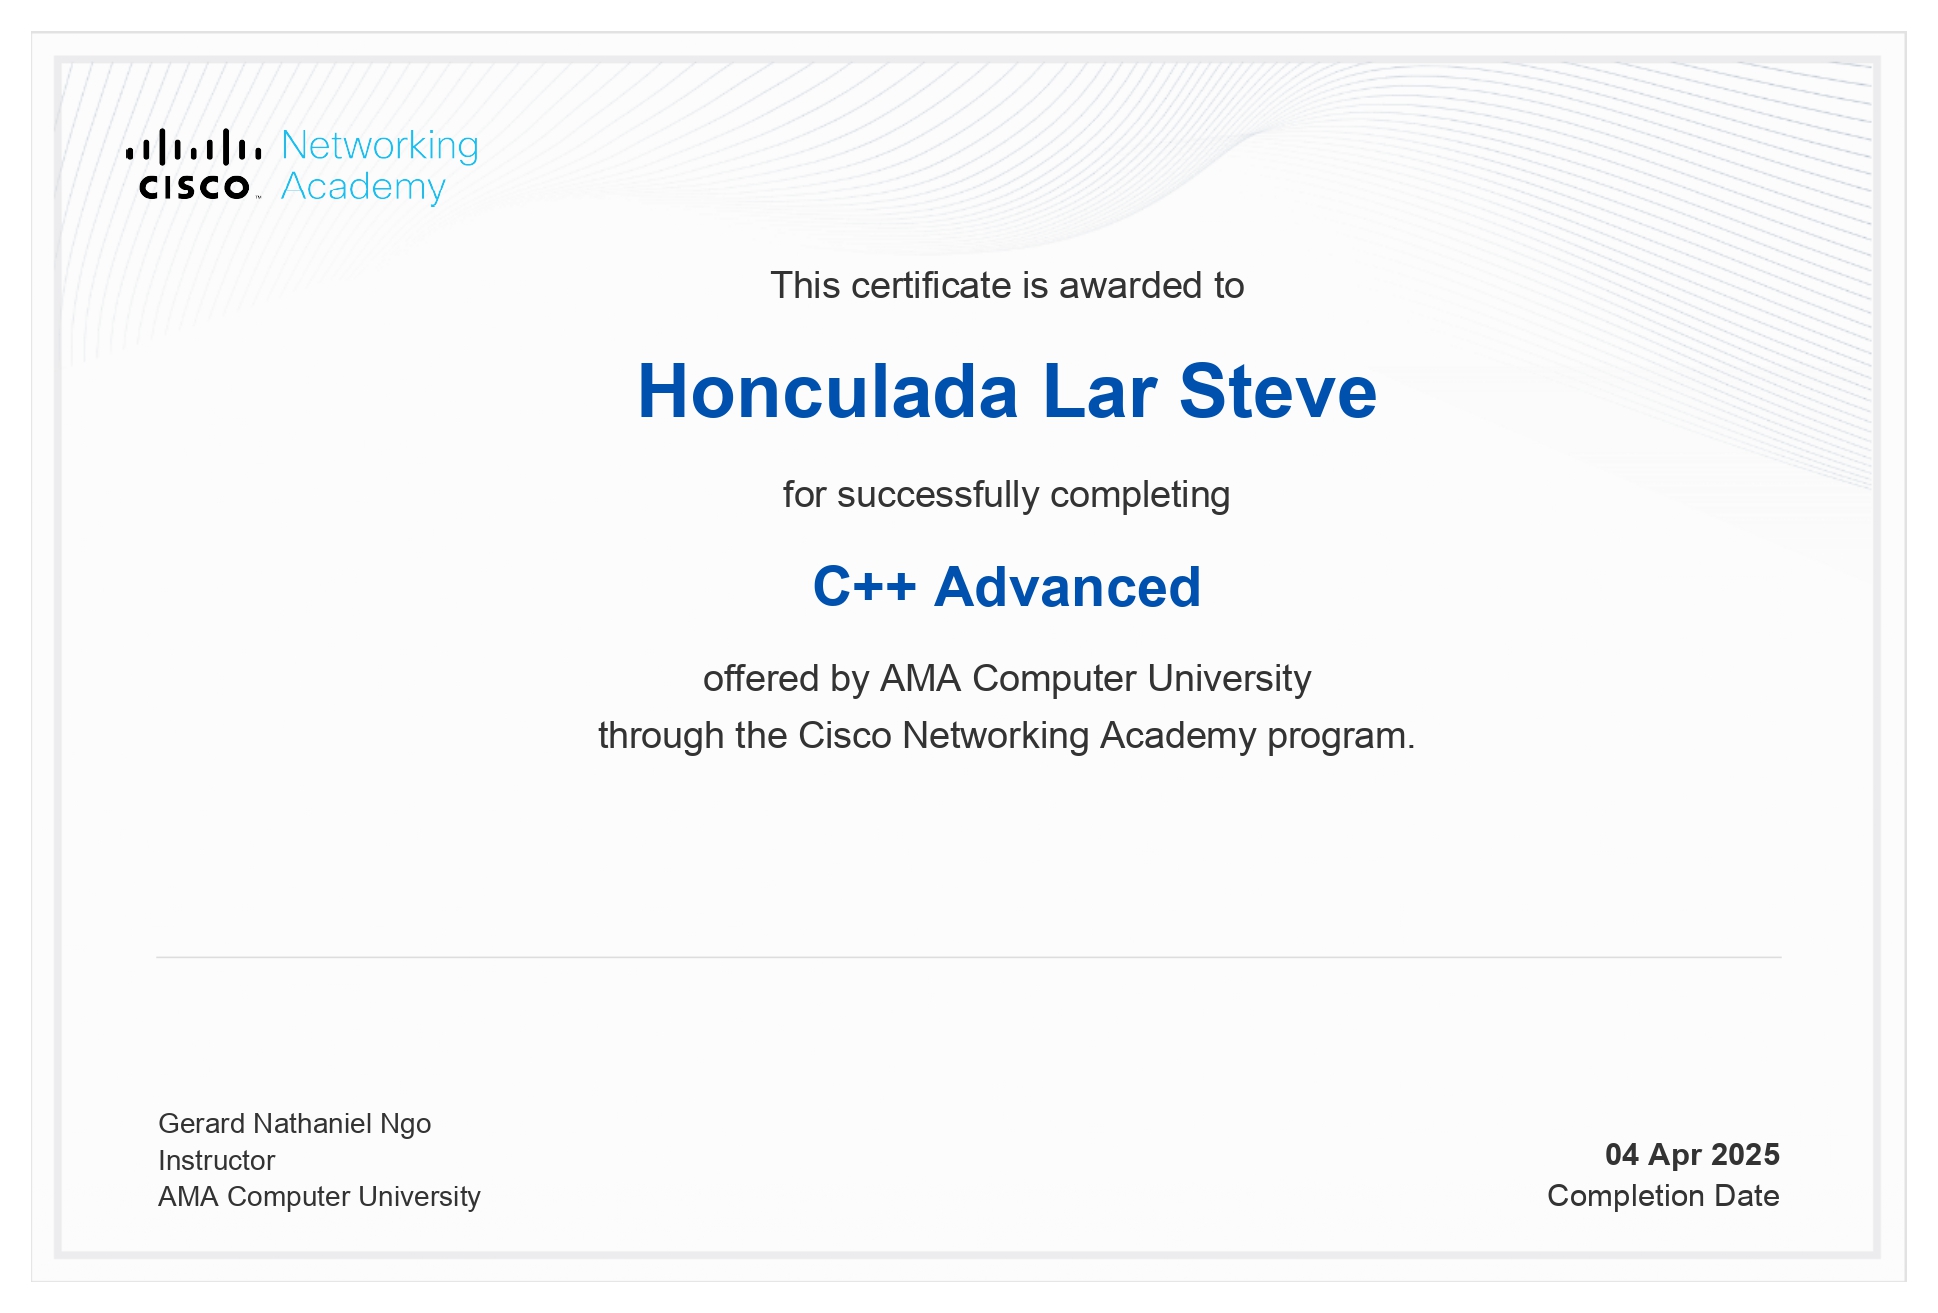 Networking
CISCO™ Academy
This certificate is awarded to
Honculada Lar Steve
for successfully completing
C++ Advanced
offered by AMA Computer University
through the Cisco Networking Academy program.
Gerard Nathaniel Ngo
Instructor
AMA Computer University
04 Apr 2025
Completion Date